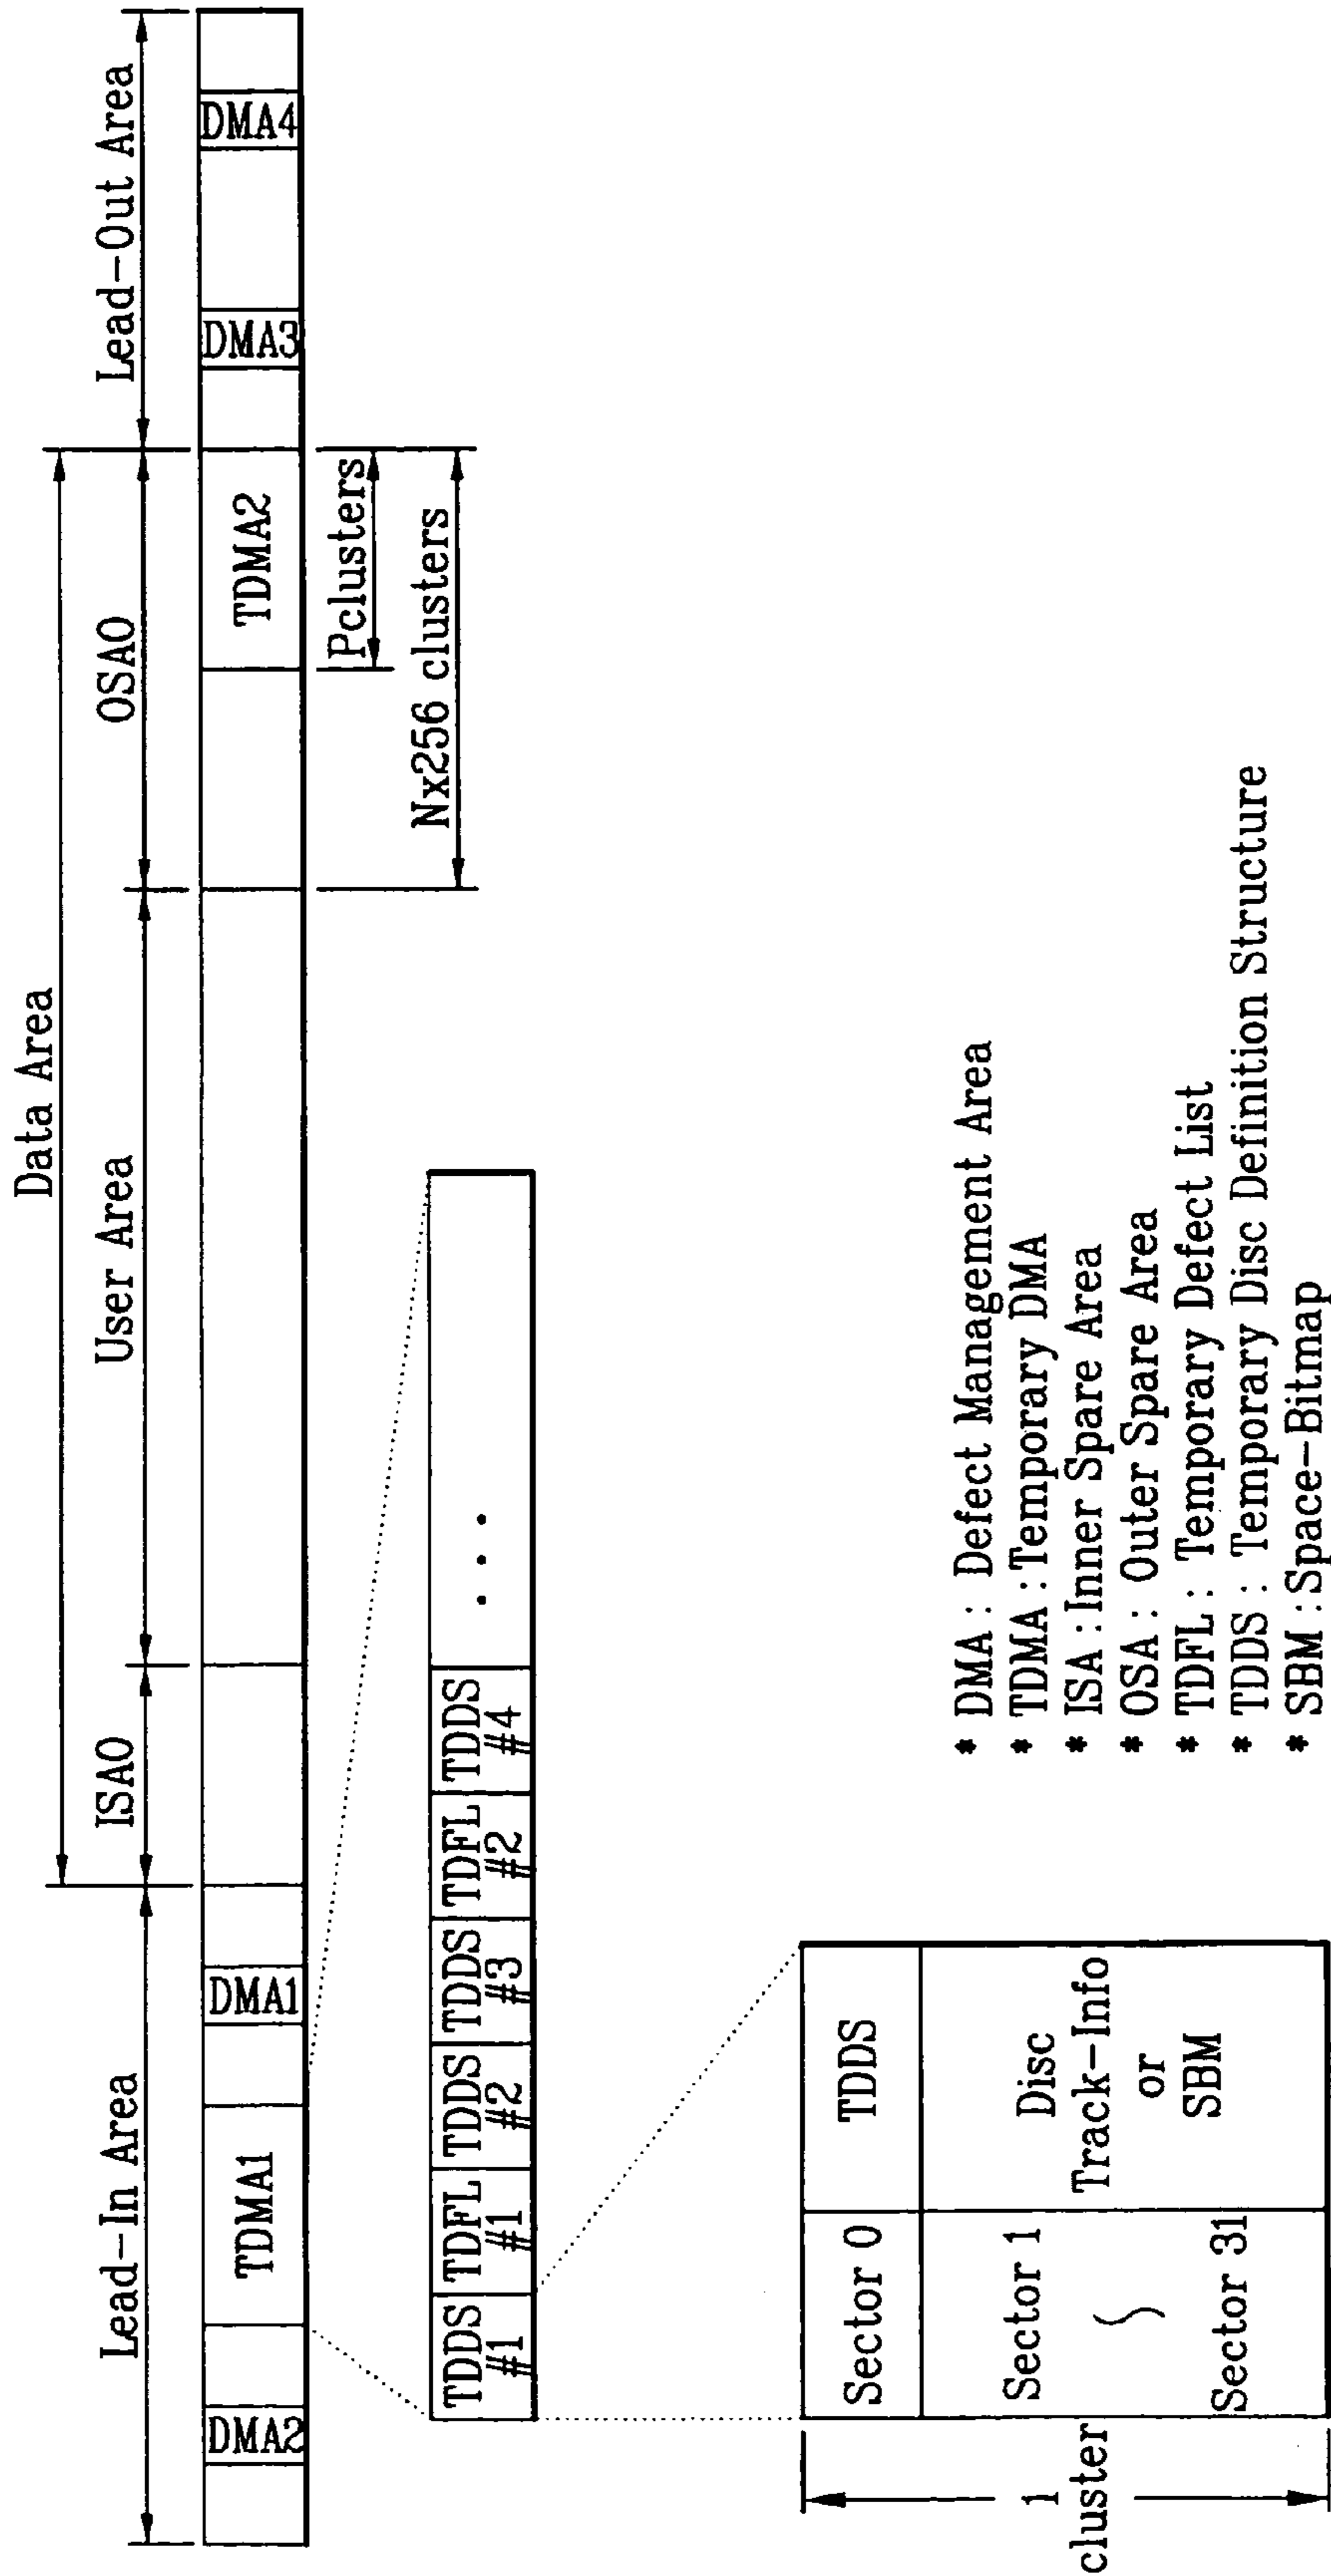 Data Area
Lead-In Area
ISA0
User Area
OSA0
Lead-Out Area
DMA2
TDMA1
DMA1
TDMA2
DMA3
DMA4
Pclusters
Nx256 clusters
TDDS #1
TDFL #1
TDDS #2
TDDS #3
TDFL #2
TDDS #4
...
1 cluster
Sector 0
TDDS
Sector 1
Sector 31
Disc
Track-Info
or
SBM
* DMA : Defect Management Area
* TDMA : Temporary DMA
* ISA : Inner Spare Area
* OSA : Outer Spare Area
* TDFL : Temporary Defect List
* TDDS : Temporary Disc Definition Structure
* SBM : Space-Bitmap